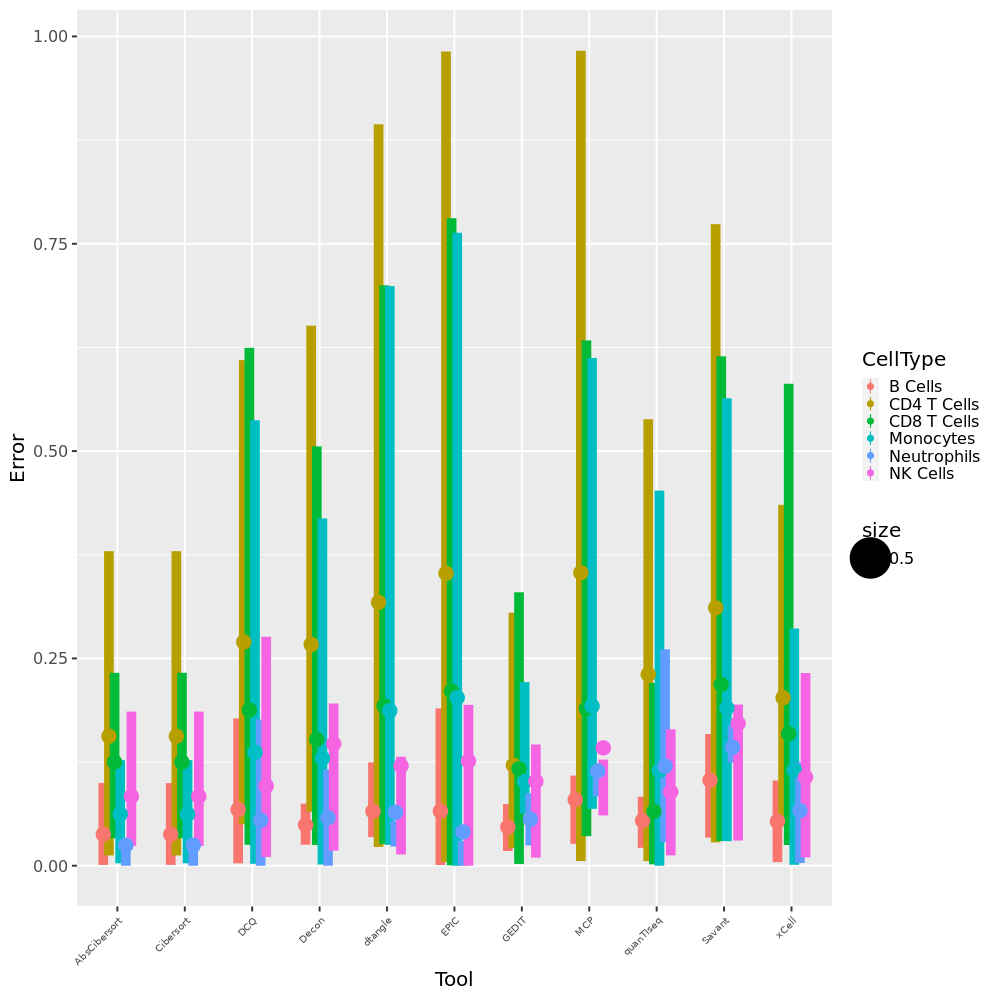 1.00
0.75
0.50
0.25
0.00
Error
AbsCibersort
Cibersort
DCQ
Decon
dtangle
EPIC
GEDIT
MCP
quanTIseq
Savant
xCell
Tool
CellType
B Cells
CD4 T Cells
CD8 T Cells
Monocytes
Neutrophils
NK Cells
size
0.5